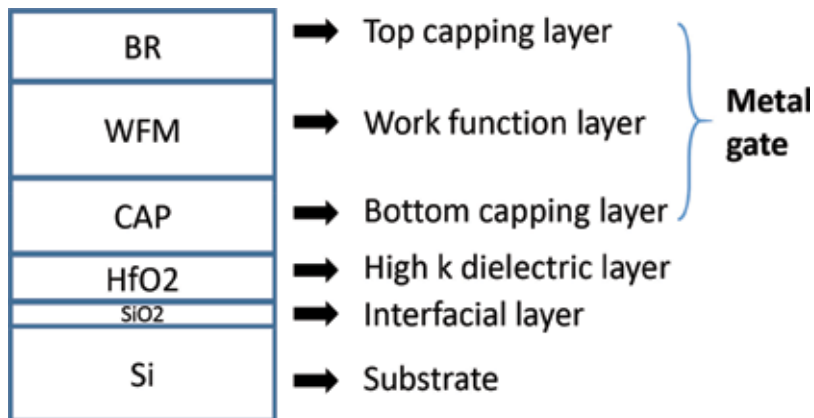 BR Top capping layer
WFM Work function layer
Metal
gate
CAP Bottom capping layer
HfO2 High k dielectric layer
SiO2 Interfacial layer
Si Substrate